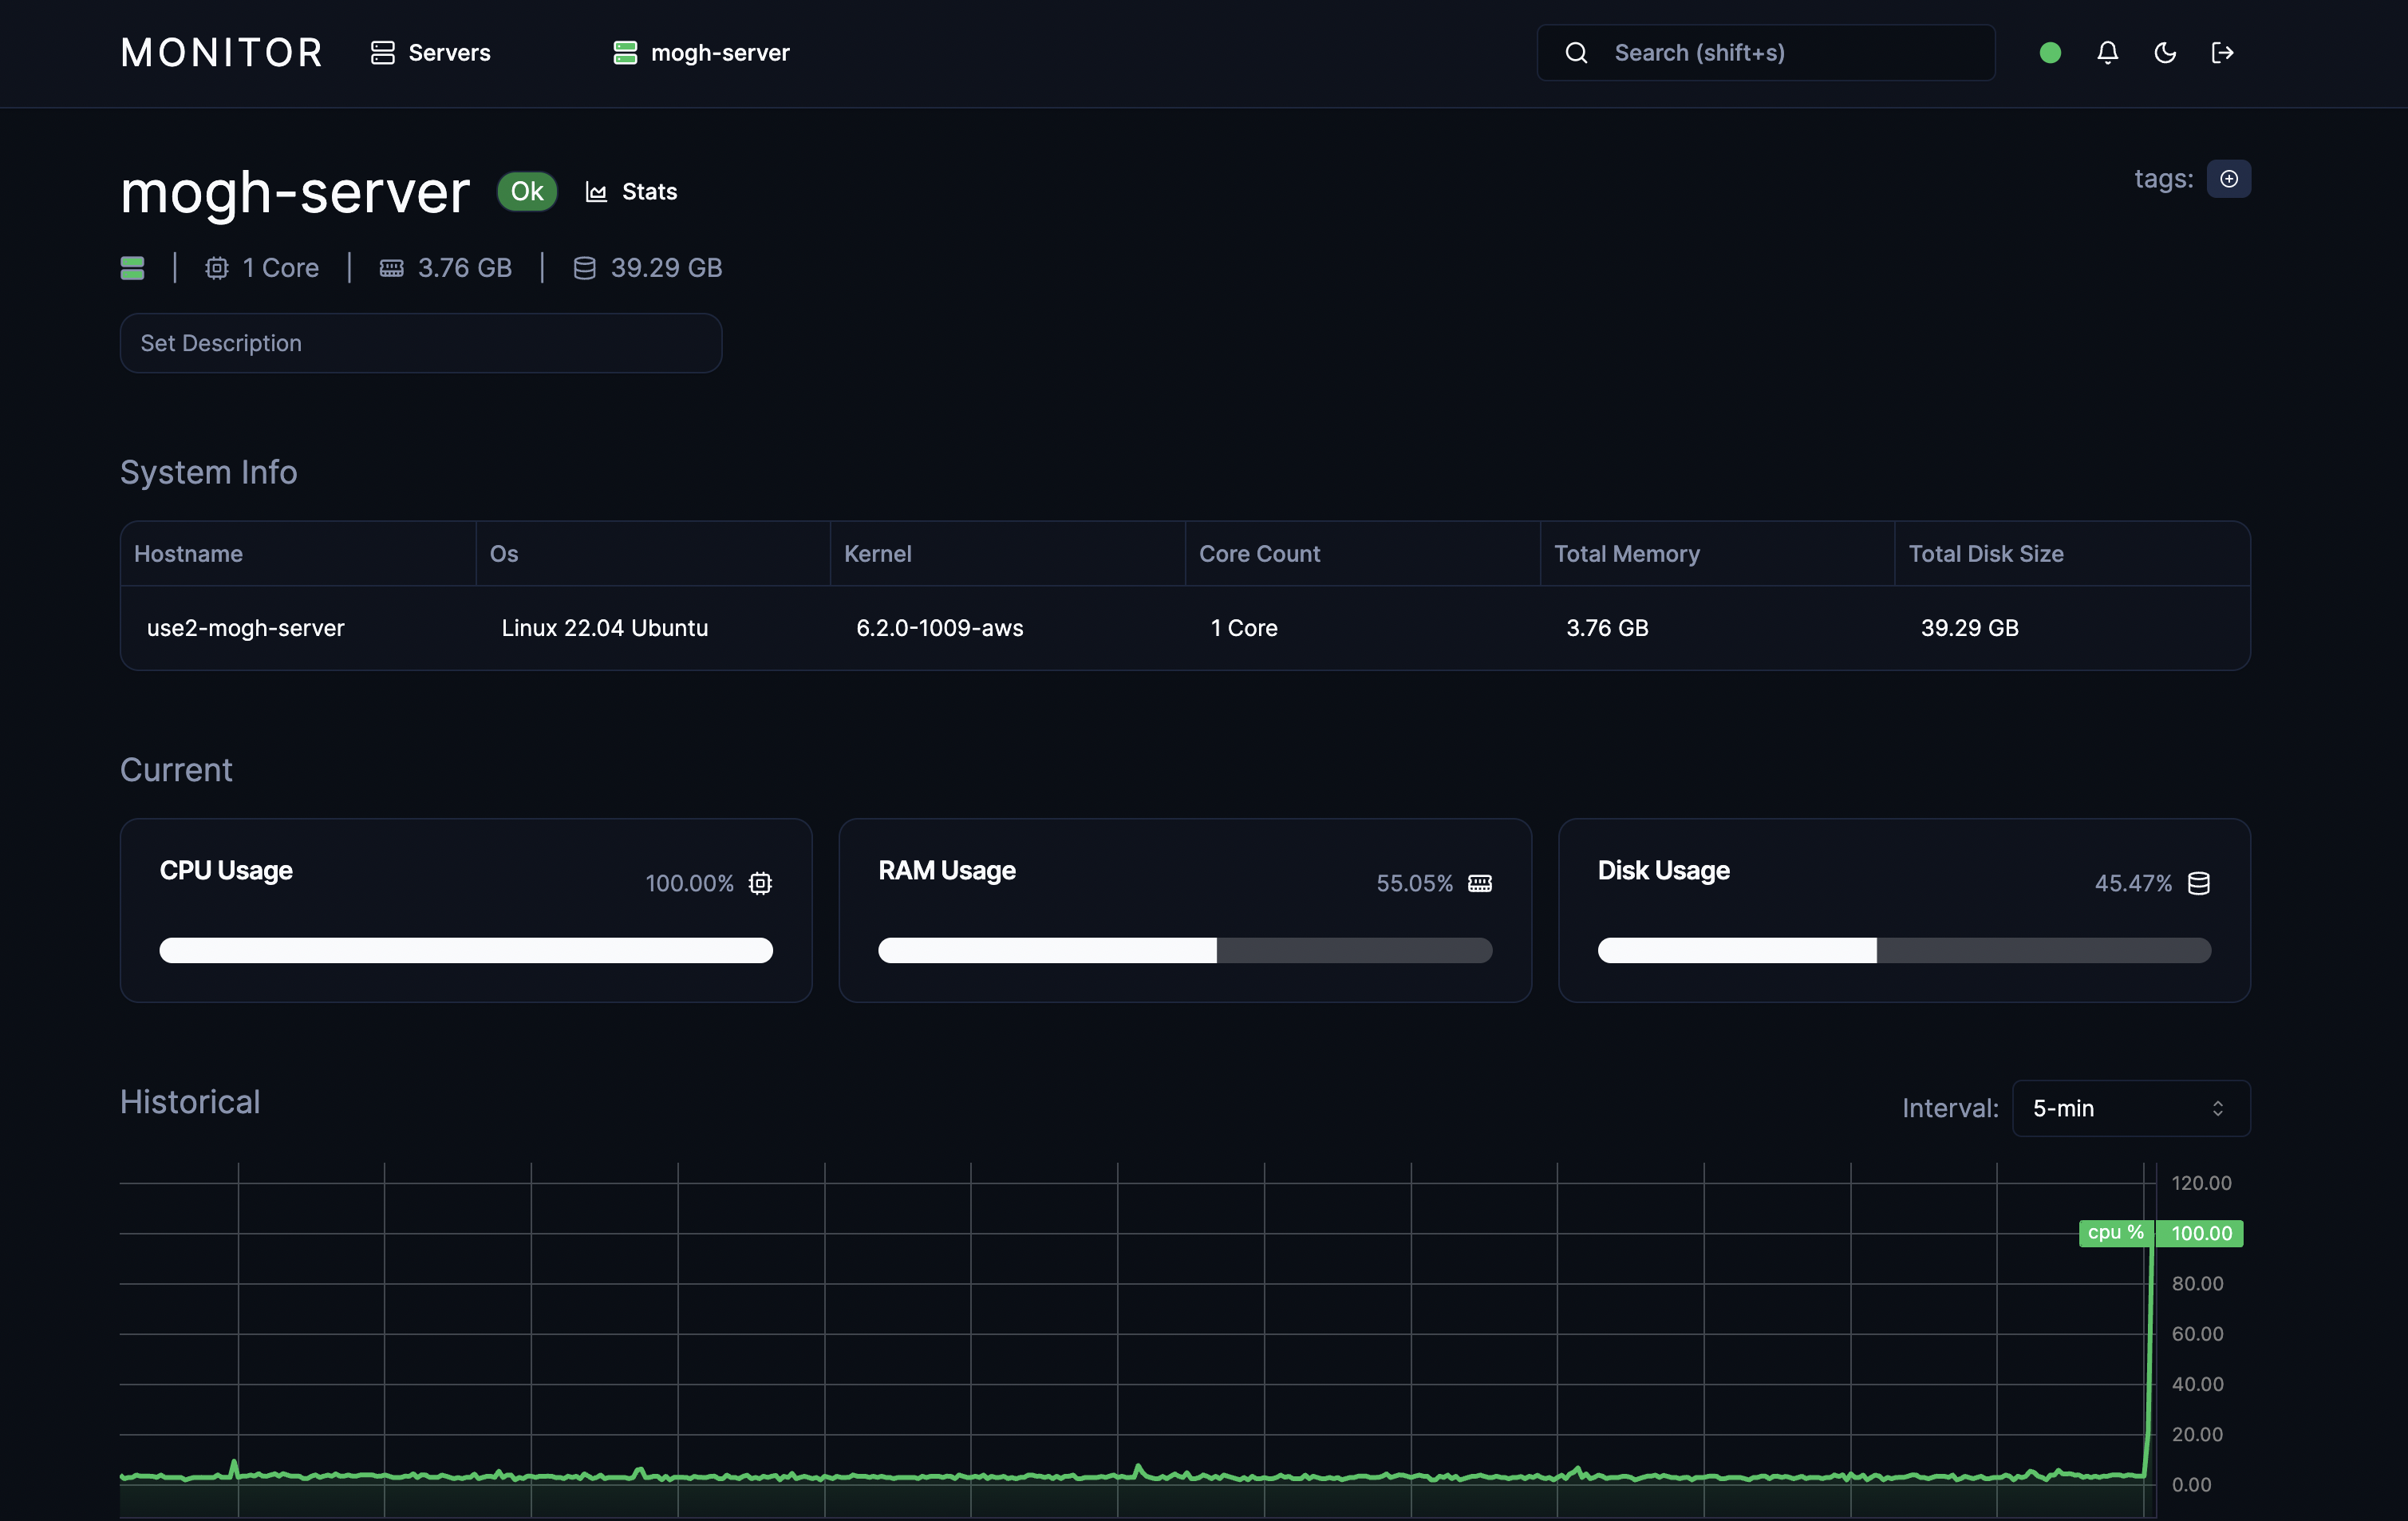 MONITOR Servers mogh-server Search (shift+s)
mogh-server Ok Stats tags:
1 Core 3.76 GB 39.29 GB
Set Description
System Info
Hostname Os Kernel Core Count Total Memory Total Disk Size
use2-mogh-server Linux 22.04 Ubuntu 6.2.0-1009-aws 1 Core 3.76 GB 39.29 GB
Current
CPU Usage 100.00% RAM Usage 55.05% Disk Usage 45.47%
Historical Interval: 5-min
120.00
cpu % 100.00
80.00
60.00
40.00
20.00
0.00